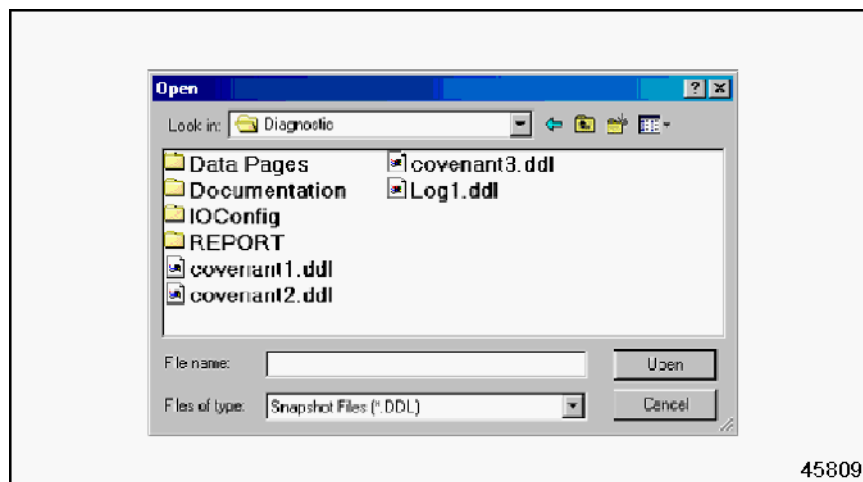 Open
Look in: Diagnostic
Data Pages
Documentation
IOConfig
REPORT
covenant1.ddl
covenant2.ddl
covenant3.ddl
Log1.ddl
File name:
Open
Files of type: Snapshot Files (*.DDL)
Cancel
45809